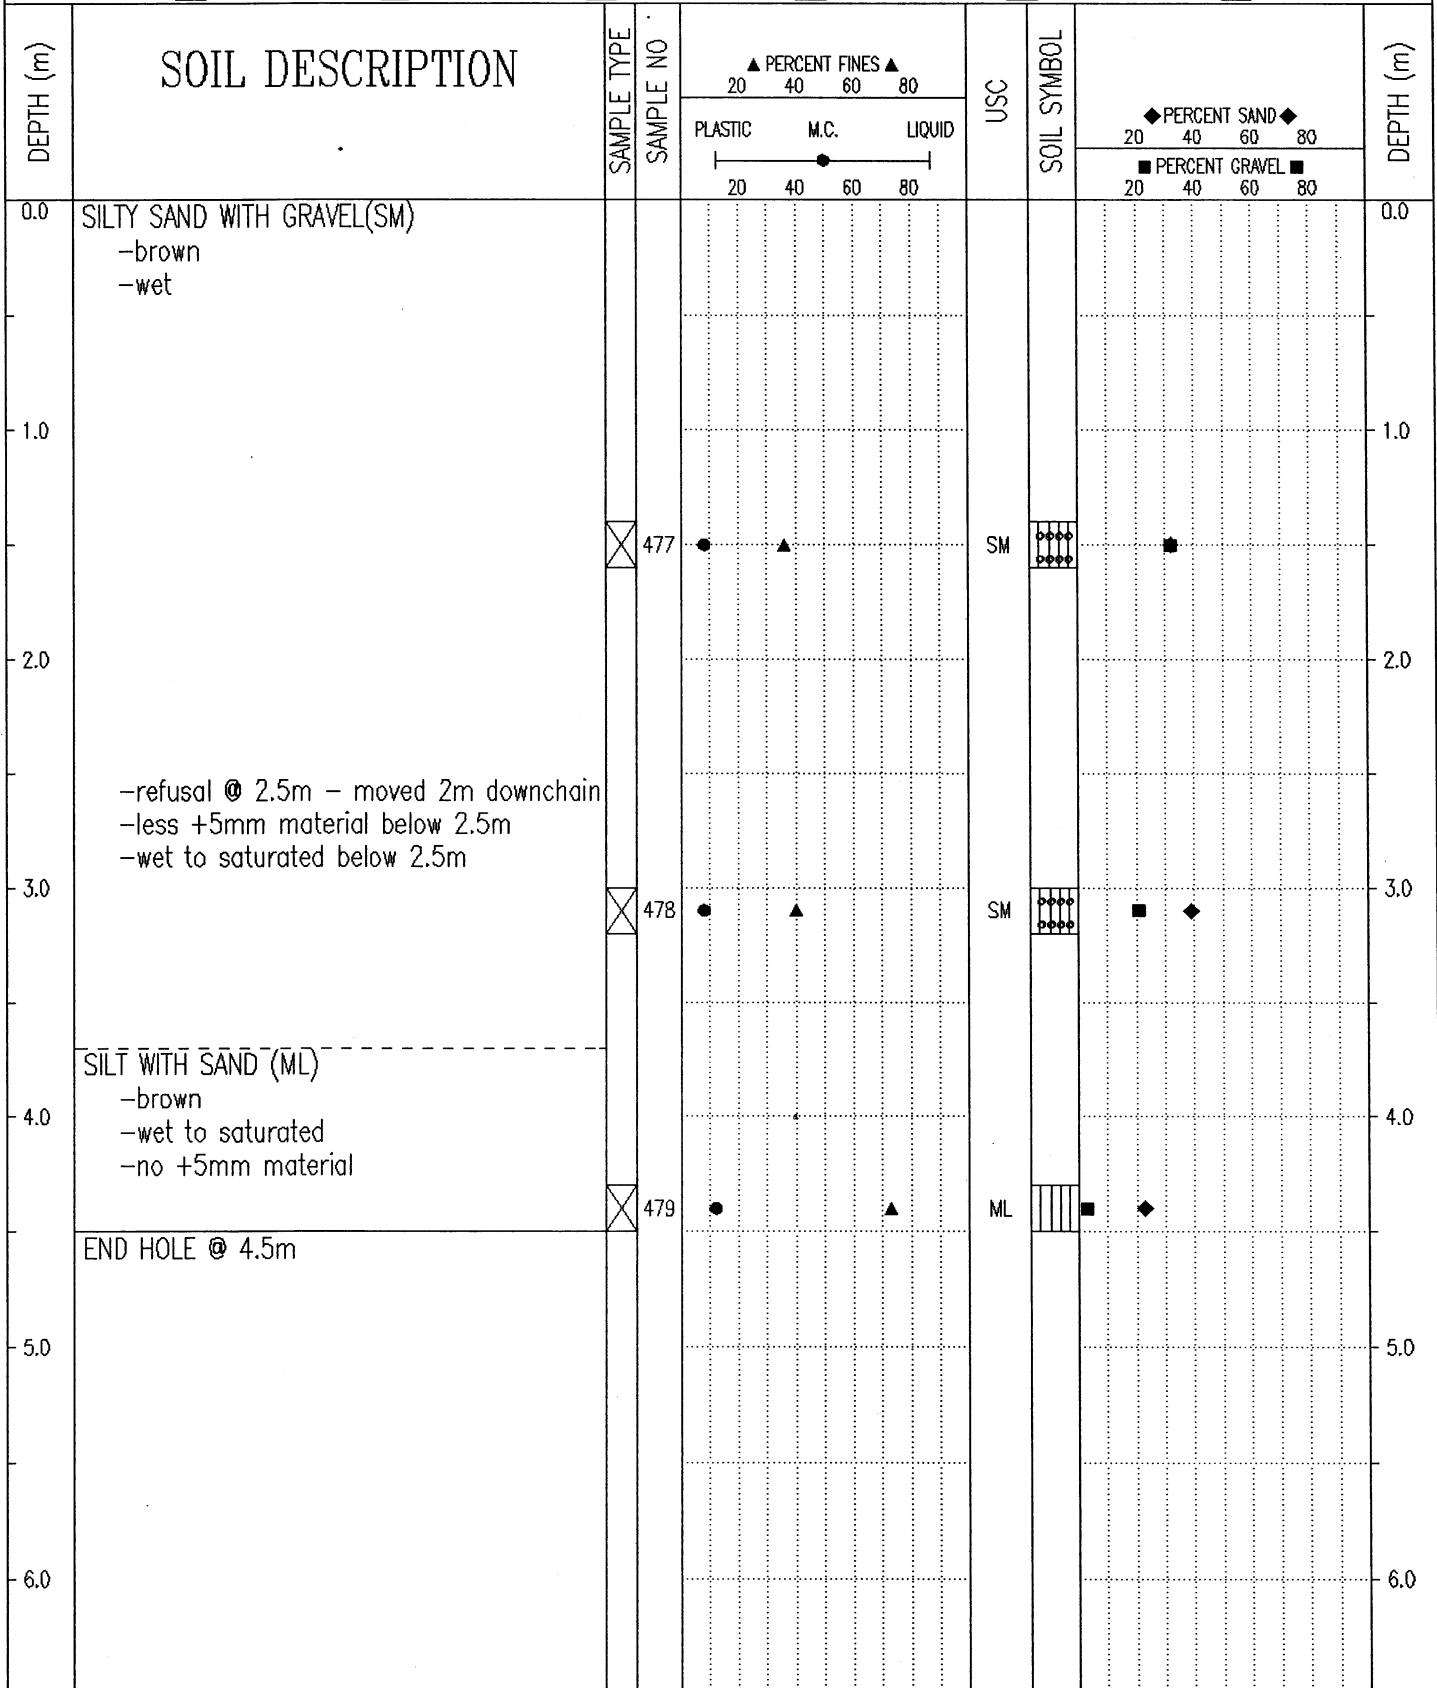 DEPTH (m)
SOIL DESCRIPTION
SAMPLE TYPE
SAMPLE NO
▲ PERCENT FINES ▲
20 40 60 80
PLASTIC M.C. LIQUID
20 40 60 80
USC
SOIL SYMBOL
◆PERCENT SAND◆
20 40 60 80
■ PERCENT GRAVEL ■
20 40 60 80
DEPTH (m)
0.0 SILTY SAND WITH GRAVEL(SM) 0.0
-brown
-wet
1.0 1.0
477 SM
2.0 2.0
-refusal @ 2.5m - moved 2m downchain
-less +5mm material below 2.5m
-wet to saturated below 2.5m
3.0 3.0
478 SM
SILT WITH SAND (ML)
-brown
4.0 4.0
-wet to saturated
-no +5mm material
479 ML
END HOLE @ 4.5m
5.0 5.0
6.0 6.0